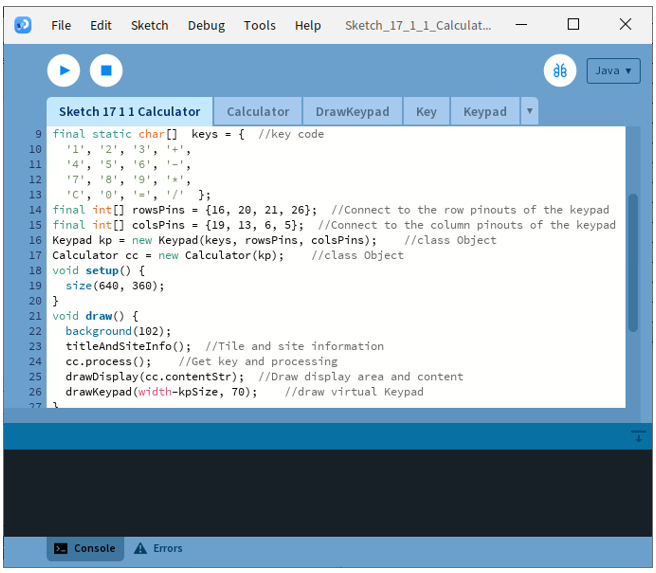 File Edit Sketch Debug Tools Help Sketch_17_1_1_Calculat...
Java ▾
Sketch 17 1 1 Calculator Calculator DrawKeypad Key Keypad ▾
9 final static char[]  keys = {  //key code
10   '1', '2', '3', '+',
11   '4', '5', '6', '-',
12   '7', '8', '9', '*',
13   'C', '0', '=', '/'  };
14 final int[] rowsPins = {16, 20, 21, 26};  //Connect to the row pinouts of the keypad
15 final int[] colsPins = {19, 13, 6, 5};  //Connect to the column pinouts of the keypad
16 Keypad kp = new Keypad(keys, rowsPins, colsPins);    //class Object
17 Calculator cc = new Calculator(kp);    //class Object
18 void setup() {
19   size(640, 360);
20 }
21 void draw() {
22   background(102);
23   titleAndSiteInfo();  //Tile and site information
24   cc.process();    //Get key and processing
25   drawDisplay(cc.contentStr);  //Draw display area and content
26   drawKeypad(width-kpSize, 70);    //draw virtual Keypad
27 }
Console Errors